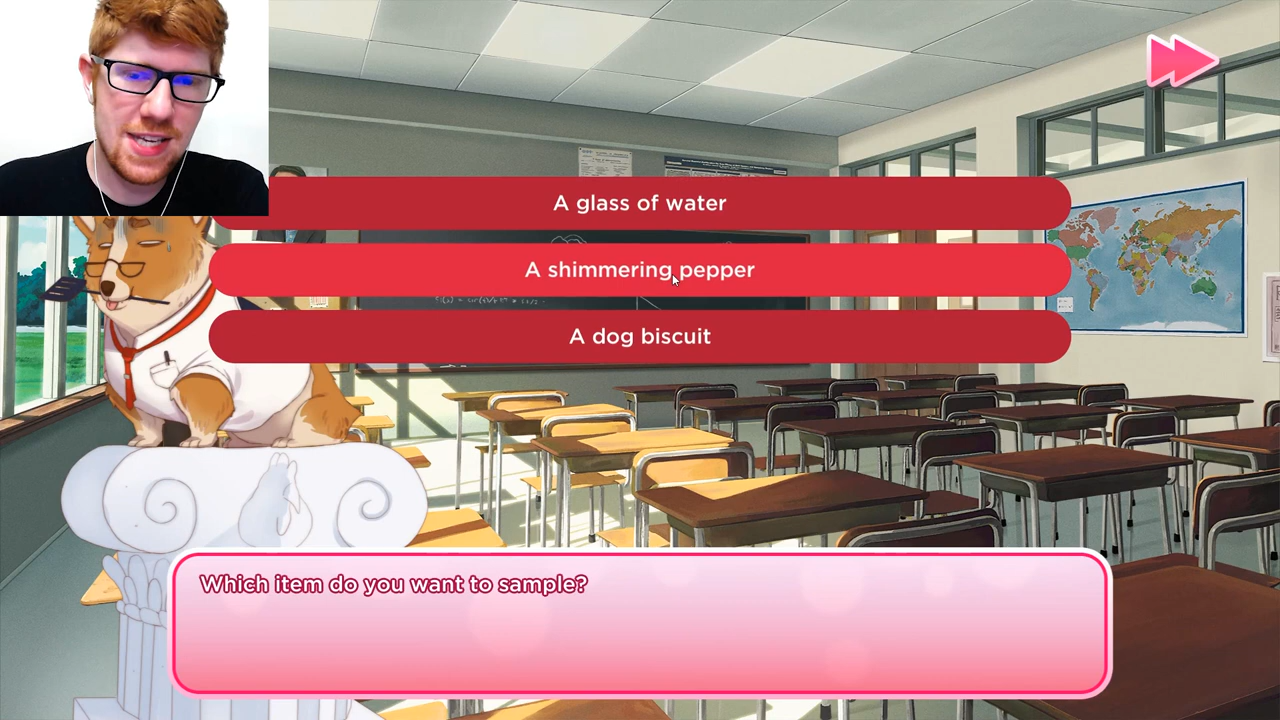 A glass of water
A shimmering pepper
A dog biscuit
Which item do you want to sample?